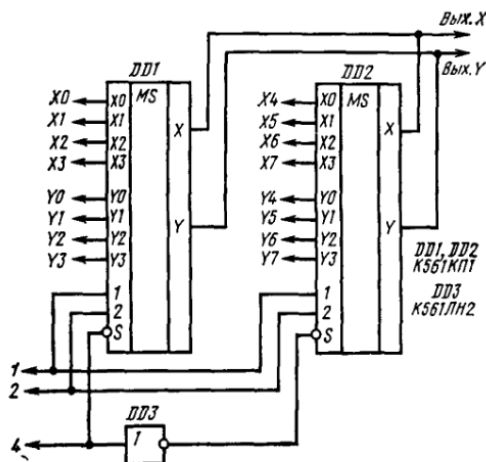 Вых. X
Вых. Y
DD1
DD2
X0 X0 MS
X1 X1
X2 X2 X
X3 X3
Y0 Y0
Y1 Y1 Y
Y2 Y2
Y3 Y3
1
2
S
X4 X0 MS
X5 X1
X6 X2 X
X7 X3
Y4 Y0
Y5 Y1 Y
Y6 Y2
Y7 Y3
1
2
S
DD1, DD2
К561КП1
DD3
К561ЛН2
1
2
DD3
4
1